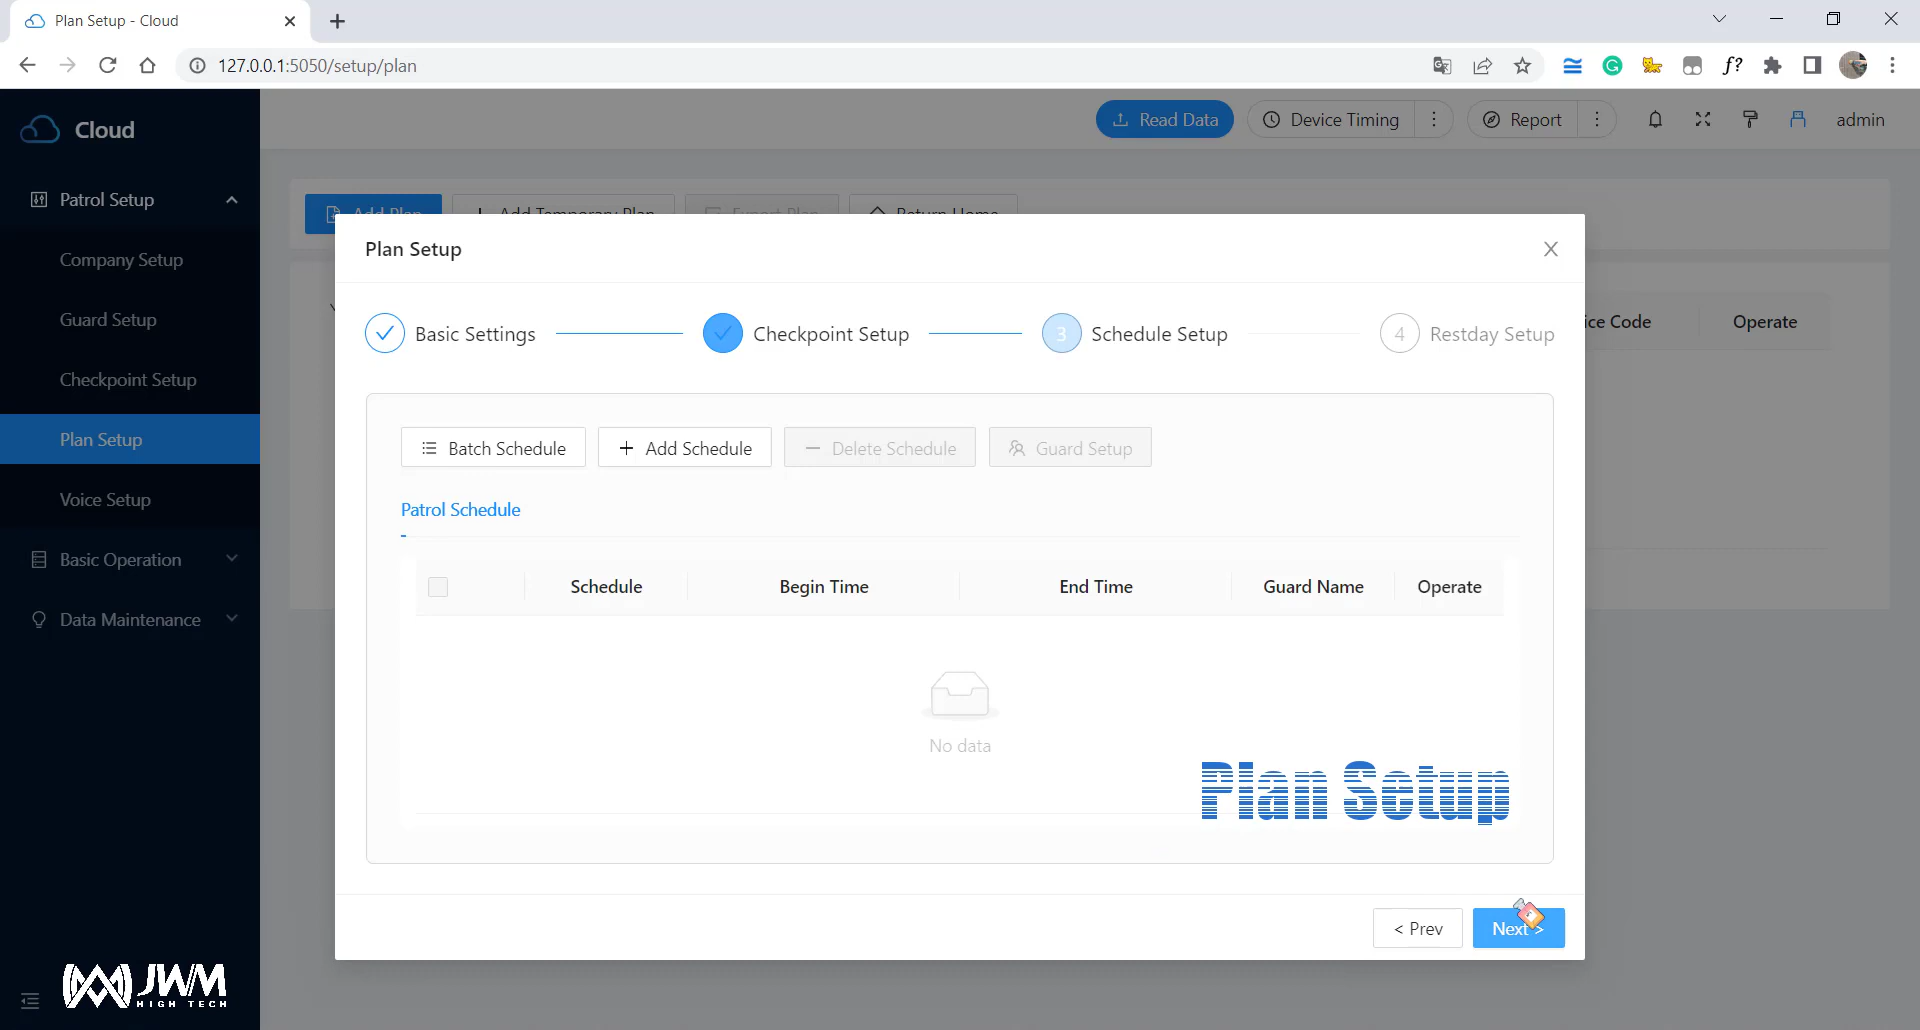 Plan Setup - Cloud
127.0.0.1:5050/setup/plan
Cloud
Read Data
Device Timing
Report
admin
Patrol Setup
Company Setup
Guard Setup
Checkpoint Setup
Plan Setup
Voice Setup
Basic Operation
Data Maintenance
Add Plan
Add Temporary Plan
Export Plan
Return Home
ice Code
Operate
Plan Setup
Basic Settings
Checkpoint Setup
3 Schedule Setup
4 Restday Setup
Batch Schedule
Add Schedule
Delete Schedule
Guard Setup
Patrol Schedule
Schedule
Begin Time
End Time
Guard Name
Operate
No data
Plan Setup
< Prev
Next >
JWM
HIGH TECH